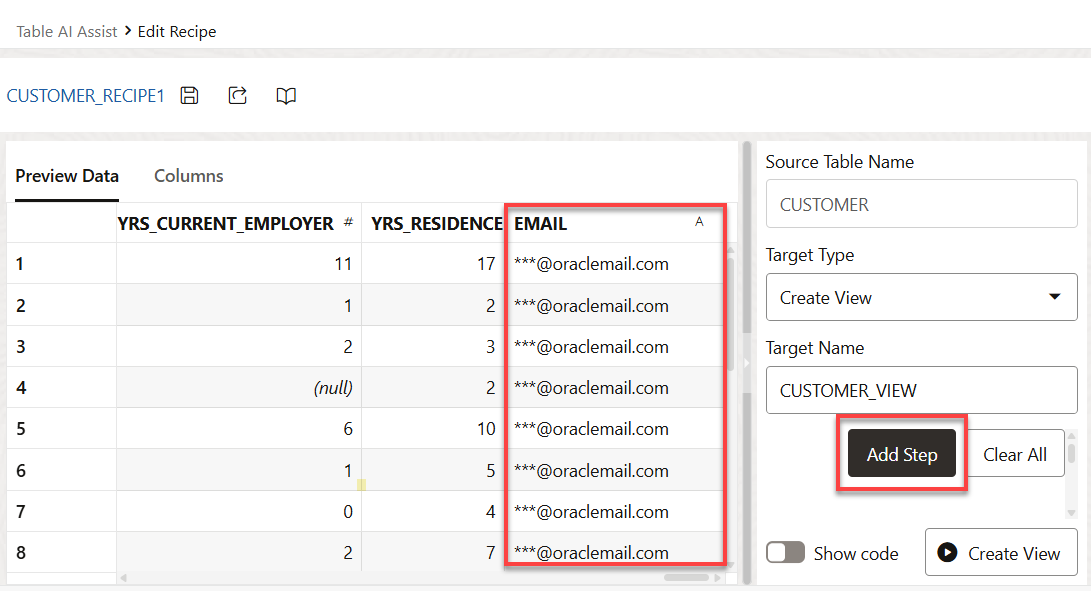 Table AI Assist > Edit Recipe
CUSTOMER_RECIPE1
Preview Data Columns
YRS_CURRENT_EMPLOYER # YRS_RESIDENCE EMAIL A
1 11 17 ***@oraclemail.com
2 1 2 ***@oraclemail.com
3 2 3 ***@oraclemail.com
4 (null) 2 ***@oraclemail.com
5 6 10 ***@oraclemail.com
6 1 5 ***@oraclemail.com
7 0 4 ***@oraclemail.com
8 2 7 ***@oraclemail.com
Source Table Name
CUSTOMER
Target Type
Create View
Target Name
CUSTOMER_VIEW
Add Step Clear All
Show code Create View